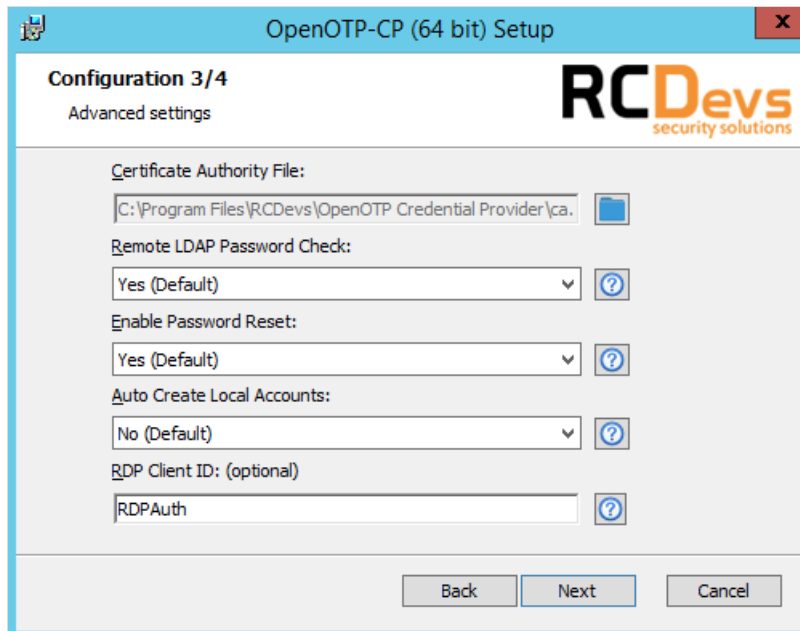 OpenOTP-CP (64 bit) Setup
x
Configuration 3/4
Advanced settings
RCDevs
security solutions
Certificate Authority File:
C:\Program Files\RCDevs\OpenOTP Credential Provider\ca.
Remote LDAP Password Check:
Yes (Default)
?
Enable Password Reset:
Yes (Default)
?
Auto Create Local Accounts:
No (Default)
?
RDP Client ID: (optional)
RDPAuth
?
Back Next Cancel